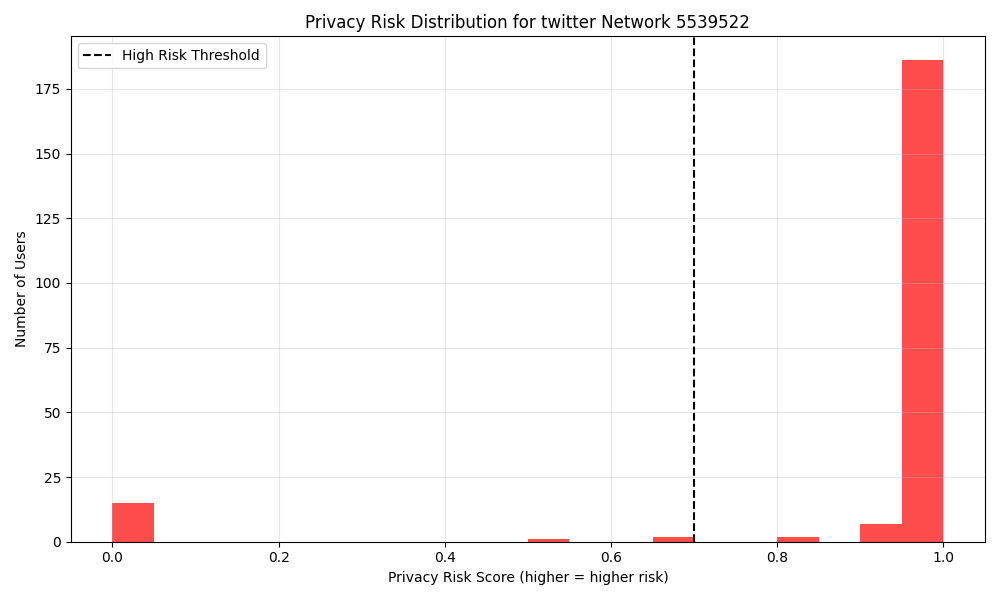 Privacy Risk Distribution for twitter Network 5539522
High Risk Threshold
Number of Users
175
150
125
100
75
50
25
0
0.0 0.2 0.4 0.6 0.8 1.0
Privacy Risk Score (higher = higher risk)